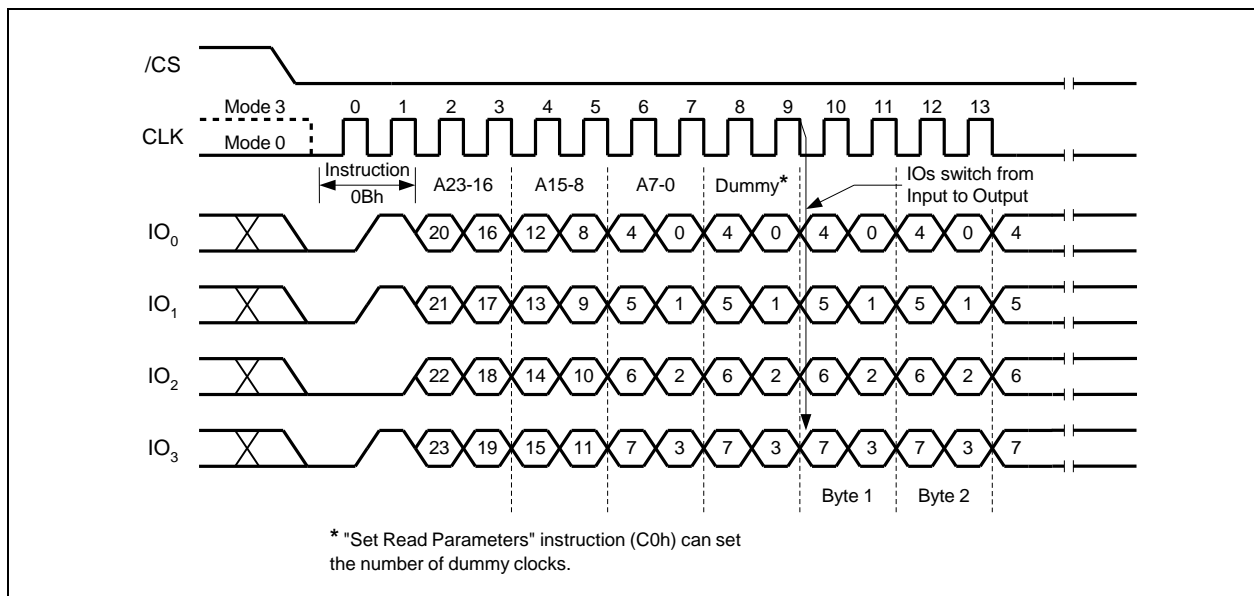 /CS
Mode 3 0 1 2 3 4 5 6 7 8 9 10 11 12 13
CLK
Mode 0
Instruction IOs switch from
A23-16 A15-8 A7-0 Dummy* Input to Output
0Bh
IO0 20 16 12 8 4 0 4 0 4 0 4 0 4
IO1 21 17 13 9 5 1 5 1 5 1 5 1 5
IO2 22 18 14 10 6 2 6 2 6 2 6 2 6
IO3 23 19 15 11 7 3 7 3 7 3 7 3 7
Byte 1 Byte 2
* "Set Read Parameters" instruction (C0h) can set
the number of dummy clocks.